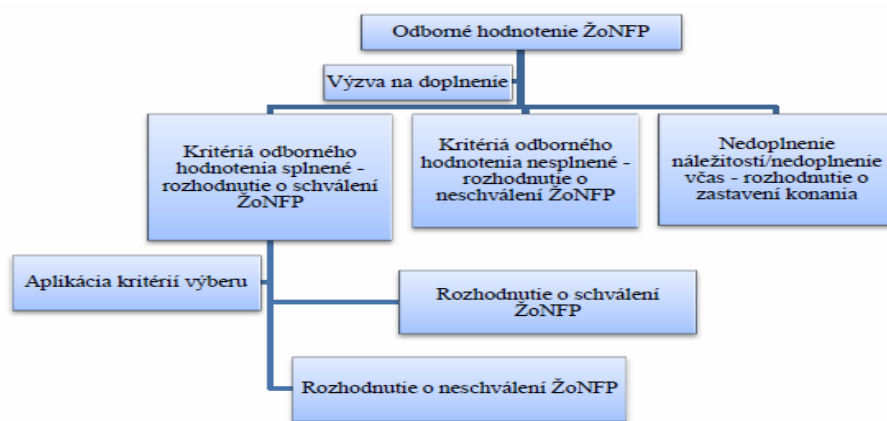 Odborné hodnotenie ŽoNFP
Výzva na doplnenie
Kritériá odborného
hodnotenia splnené -
rozhodnutie o schválení
ŽoNFP
Kritériá odborného
hodnotenia nesplnené -
rozhodnutie o
neschválení ŽoNFP
Nedoplnenie
náležitostí/nedoplnenie
včas - rozhodnutie o
zastavení konania
Aplikácia kritérií výberu
Rozhodnutie o schválení
ŽoNFP
Rozhodnutie o neschválení ŽoNFP